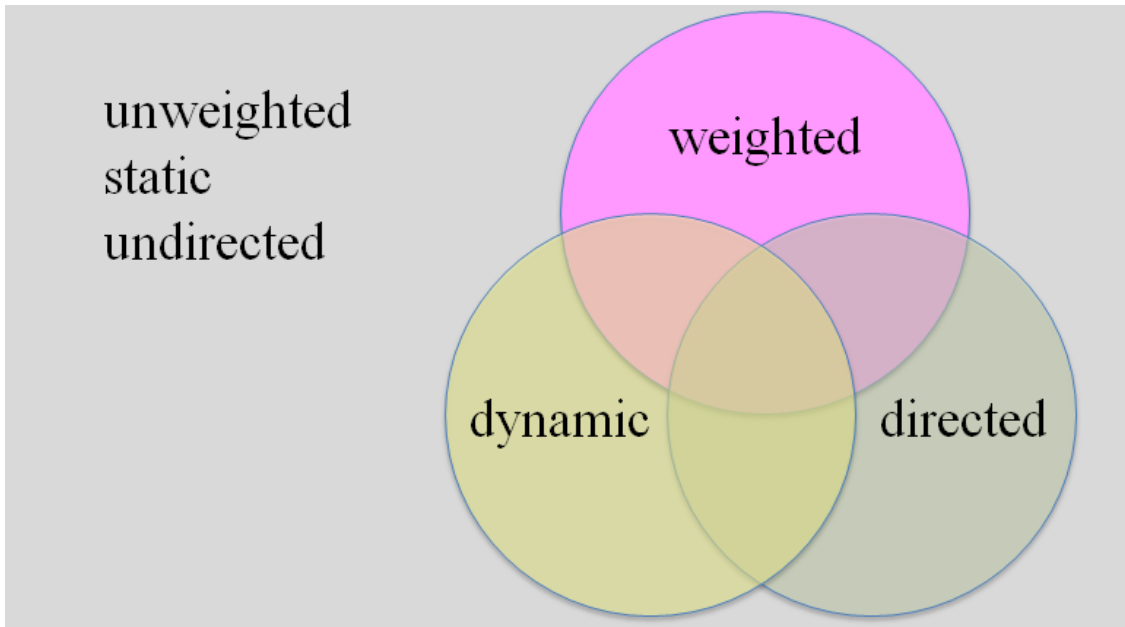 unweighted
static
undirected
weighted
dynamic
directed